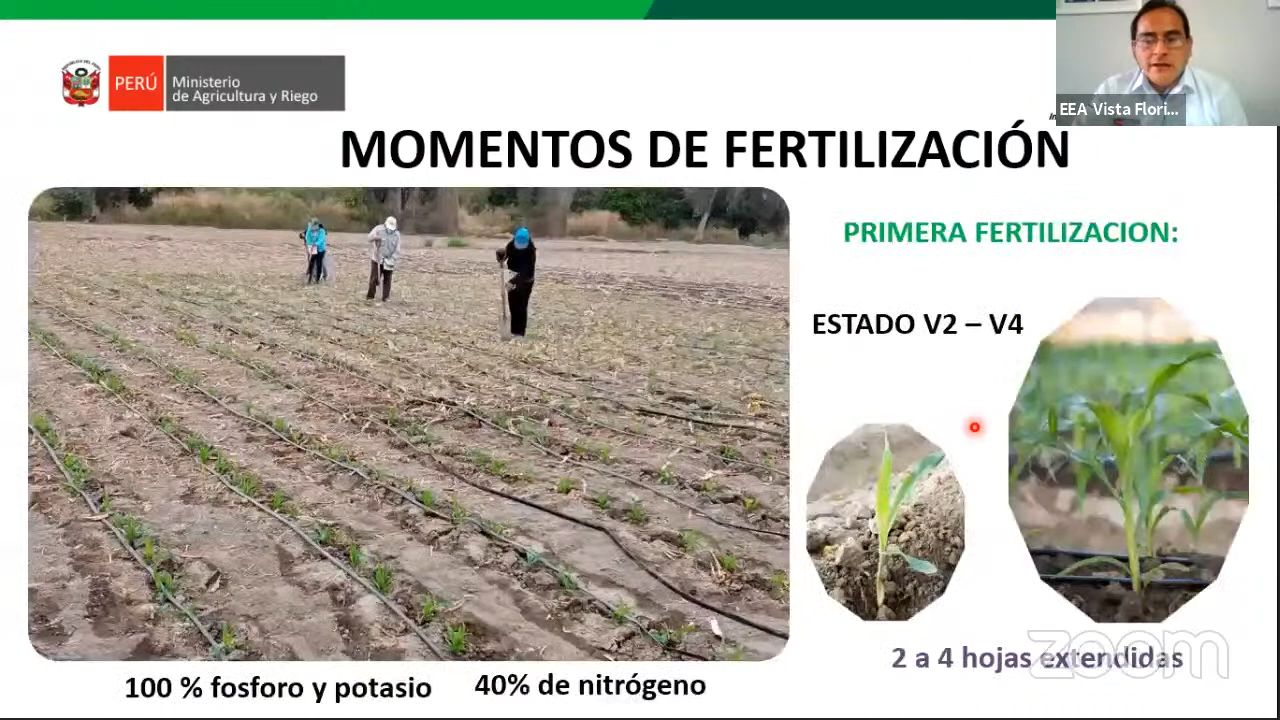 PERÚ
Ministerio
de Agricultura y Riego
EEA Vista Flori...
MOMENTOS DE FERTILIZACIÓN
PRIMERA FERTILIZACION:
ESTADO V2 – V4
2 a 4 hojas extendidas
zoom
100 % fosforo y potasio
40% de nitrógeno